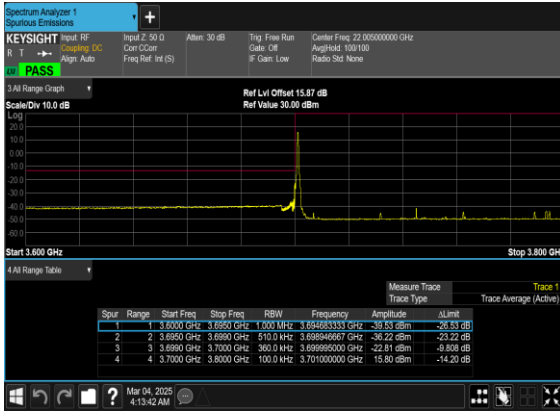 Spectrum Analyzer 1
Spurious Emissions
+
KEYSIGHT Input: RF Input Z: 50 Ω Atten: 30 dB Trig: Free Run Center Freq: 22.005000000 GHz
R T Coupling: DC Corr CCorr Gate: Off Avg|Hold: 100/100
Align: Auto Freq Ref: Int (S) IF Gain: Low Radio Std: None
PASS
3 All Range Graph
Ref Lvl Offset 15.87 dB
Scale/Div 10.0 dB Ref Value 30.00 dBm
Log
20.0
10.0
0.00
-10.0
-20.0
-30.0
-40.0
-50.0
-60.0
Start 3.600 GHz Stop 3.800 GH
4 All Range Table
Measure Trace Trace 1
Trace Type Trace Average (Active)
Spur Range Start Freq Stop Freq RBW Frequency Amplitude ΔLimit
1 1 3.6000 GHz 3.6950 GHz 1.000 MHz 3.694683333 GHz -39.53 dBm -26.53 dB
2 2 3.6950 GHz 3.6990 GHz 510.0 kHz 3.698946667 GHz -36.22 dBm -23.22 dB
3 3 3.6990 GHz 3.7000 GHz 360.0 kHz 3.699995000 GHz -22.81 dBm -9.808 dB
4 4 3.7000 GHz 3.8000 GHz 100.0 kHz 3.701000000 GHz 15.80 dBm -14.20 dB
? Mar 04, 2025
4:13:42 AM